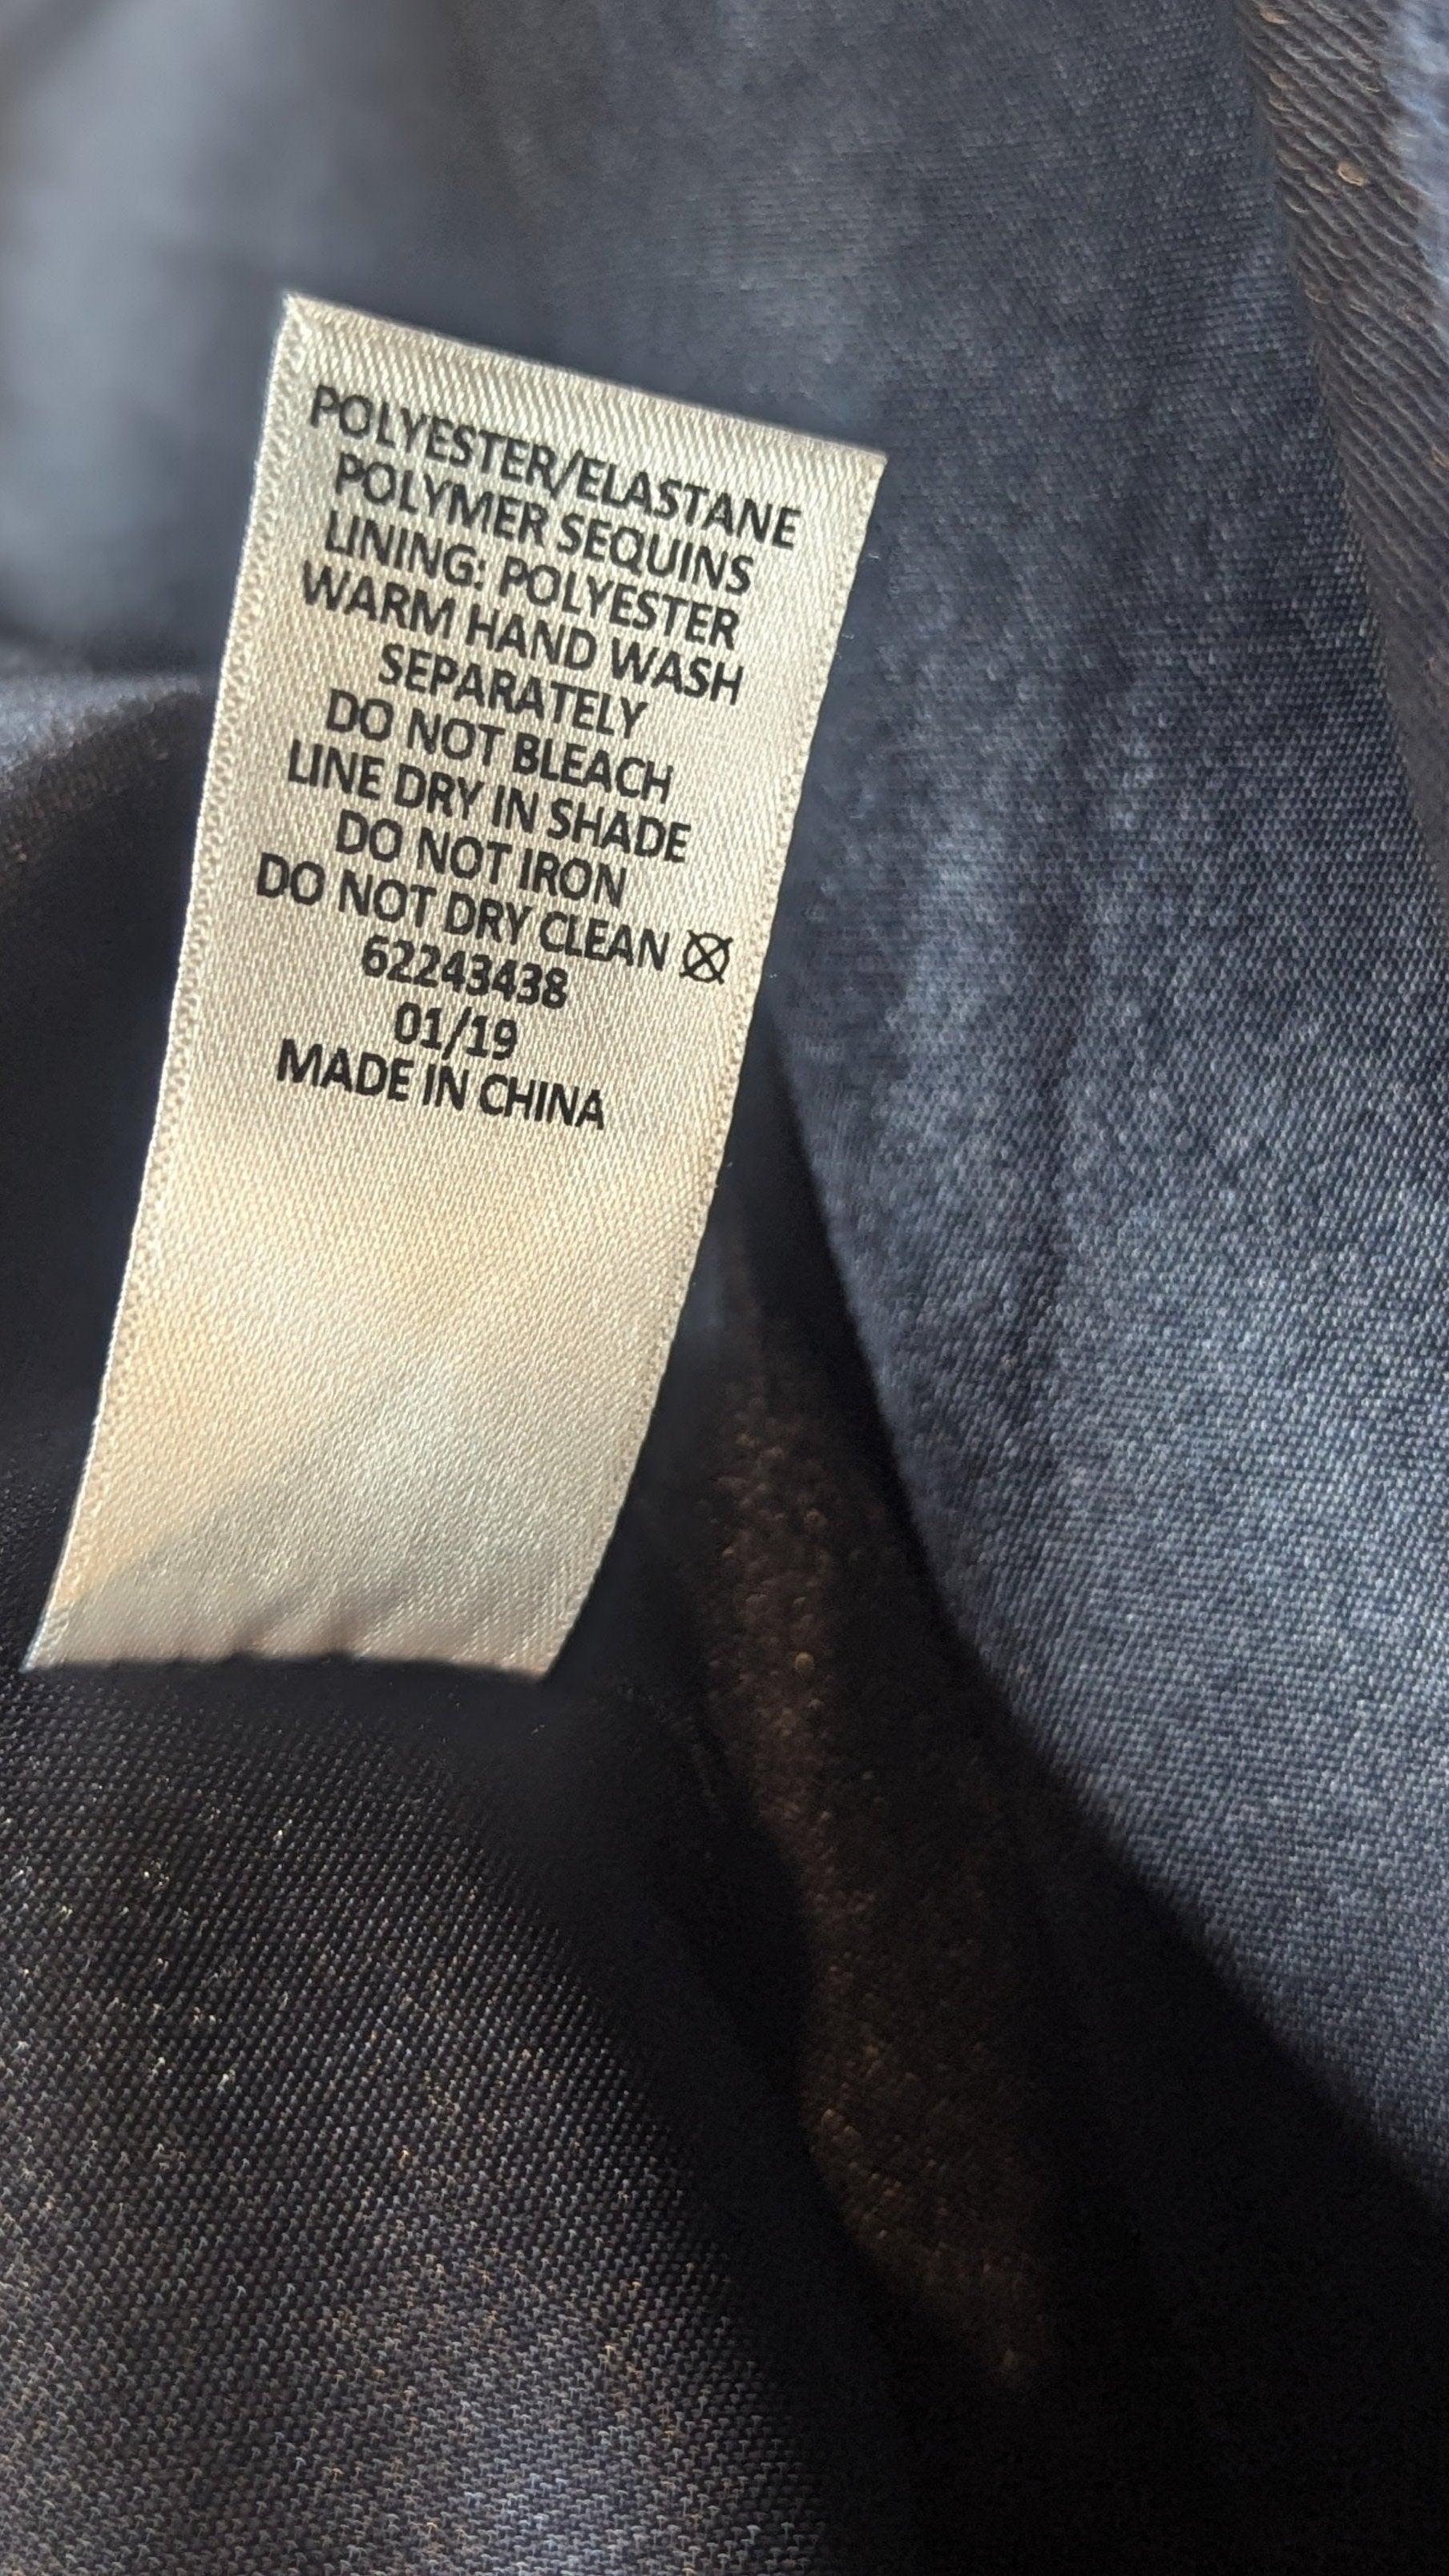 POLYESTER/ELASTANE
POLYMER SEQUINS
LINING: POLYESTER
WARM HAND WASH
SEPARATELY
DO NOT BLEACH
LINE DRY IN SHADE
DO NOT IRON
DO NOT DRY CLEAN
62243438
01/19
MADE IN CHINA